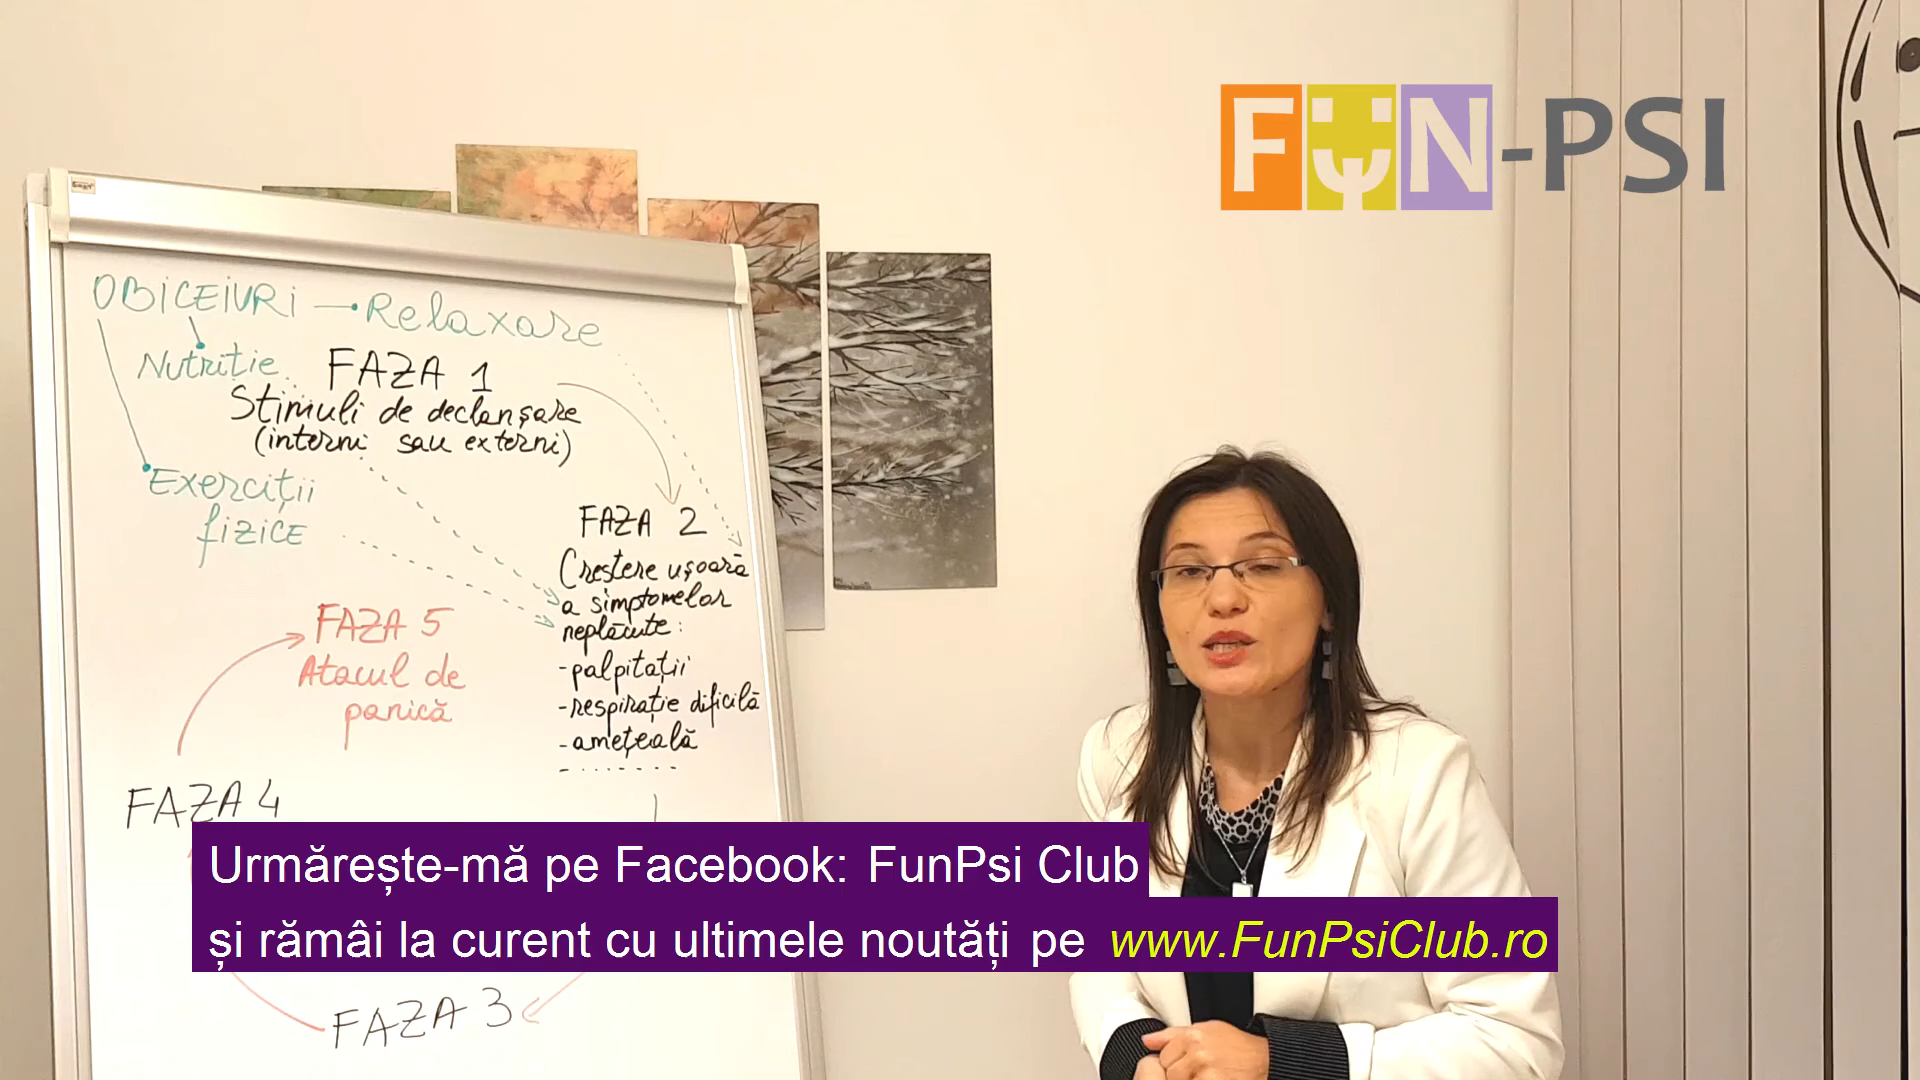 FUN-PSI
OBICEIURI Relaxare
Nutriție
FAZA 1
Stimuli de declanșare
(interni sau externi)
Exerciții
fizice
FAZA 2
Creștere ușoară
a simptomelor
neplăcute:
-palpitații
-respirație dificilă
-amețeală
FAZA 5
Atacul de
panică
FAZA 4
FAZA 3
Urmărește-mă pe Facebook: FunPsi Club
și rămâi la curent cu ultimele noutăți pe www.FunPsiClub.ro